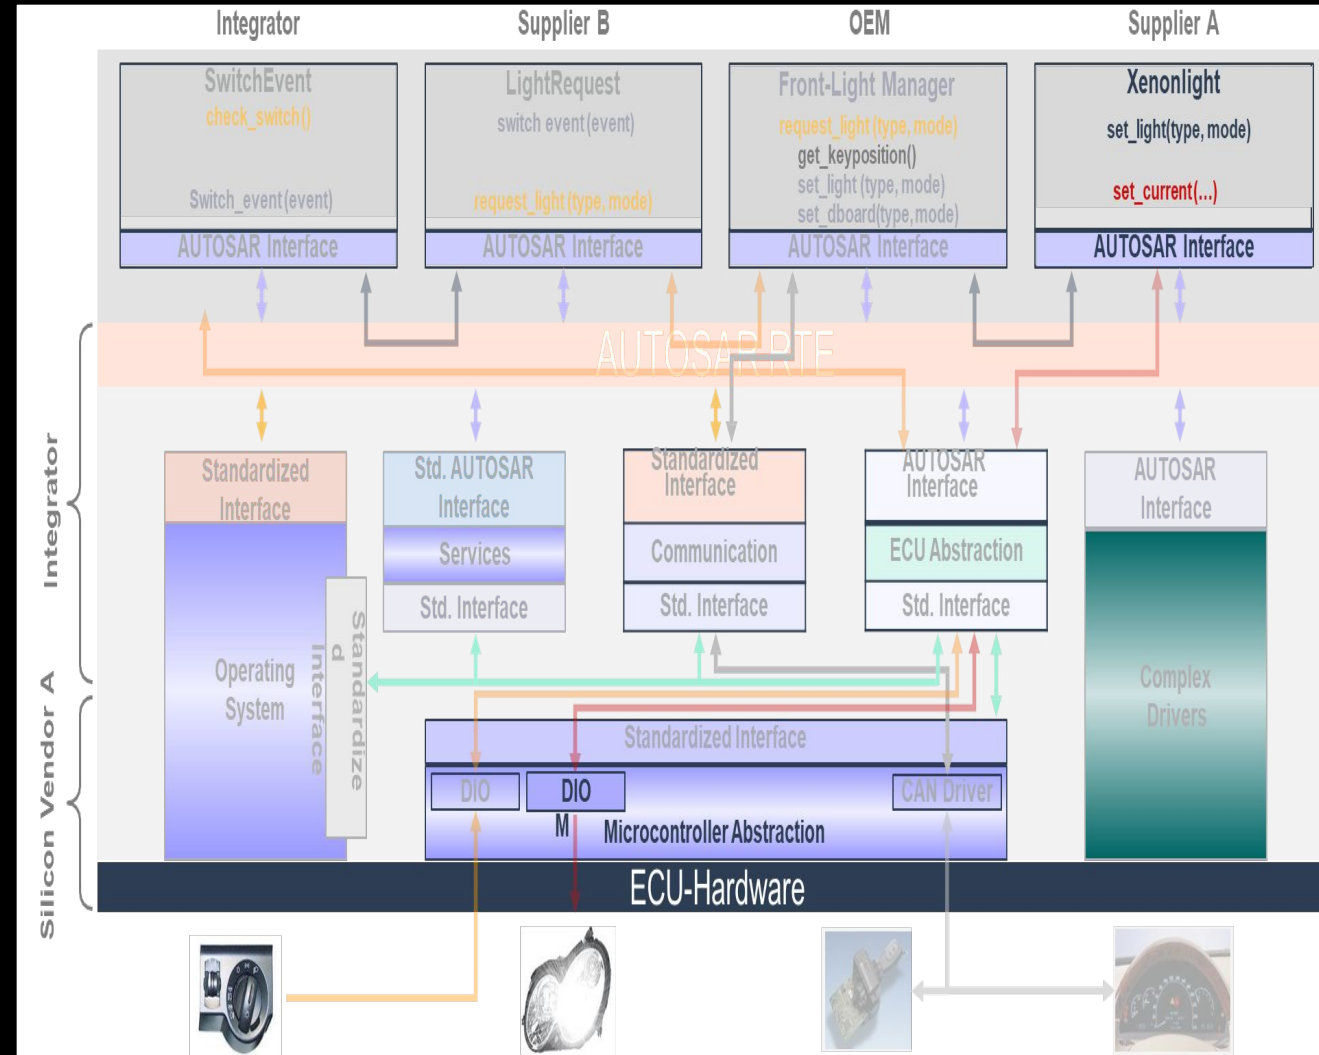 Integrator
Supplier B
OEM
Supplier A
SwitchEvent
check_switch()
Switch_event(event)
AUTOSAR Interface
LightRequest
switch event(event)
request_light(type, mode)
AUTOSAR Interface
Front-Light Manager
request_light(type, mode)
get_keyposition()
set_light(type, mode)
set_dboard(type,mode)
AUTOSAR Interface
Xenonlight
set_light(type, mode)
set_current(...)
AUTOSAR Interface
AUTOSAR RTE
Integrator
Standardized
Interface
Operating
System
Standardize
d
Interface
Std. AUTOSAR
Interface
Services
Std. Interface
Standardized
Interface
Communication
Std. Interface
AUTOSAR
Interface
ECU Abstraction
Std. Interface
AUTOSAR
Interface
Complex
Drivers
Silicon Vendor A
Standardized Interface
DIO
DIO
M
CAN Driver
Microcontroller Abstraction
ECU-Hardware